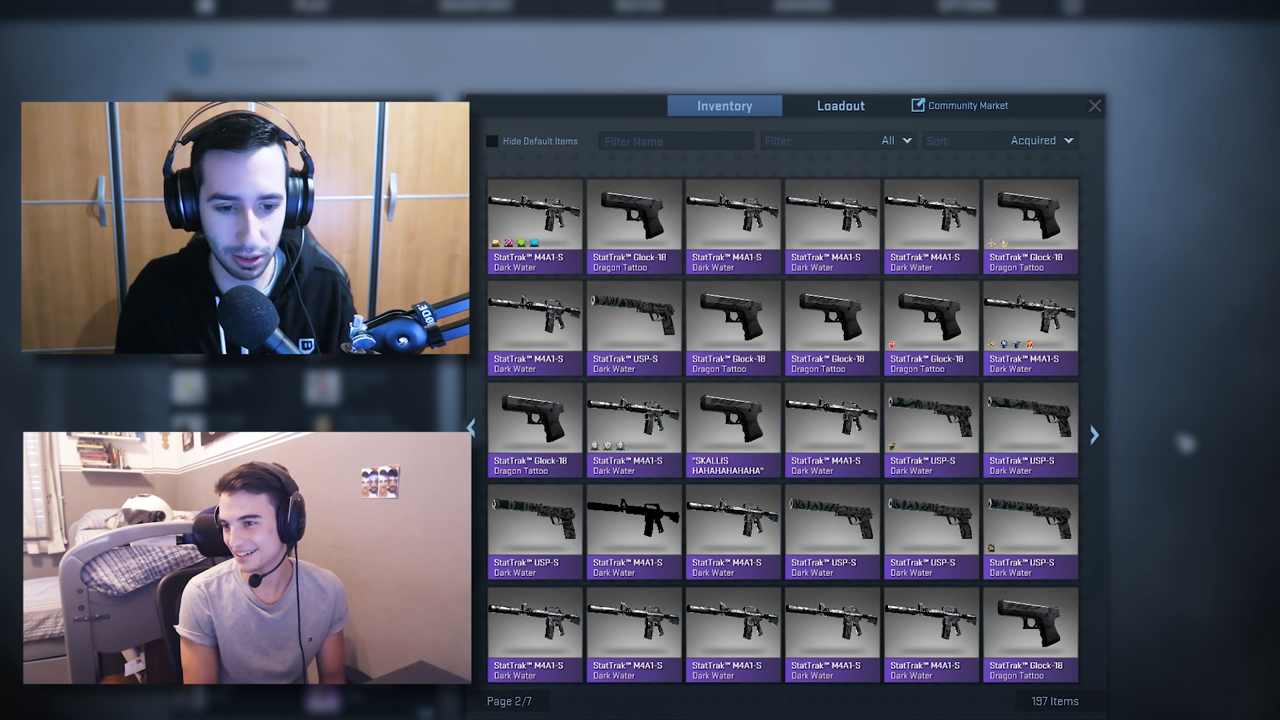 Inventory
Loadout
Community Market
Hide Default Items
Filter Name
Filter:
All
Sort:
Acquired
StatTrak™ M4A1-S
Dark Water
StatTrak™ Glock-18
Dragon Tattoo
StatTrak™ M4A1-S
Dark Water
StatTrak™ M4A1-S
Dark Water
StatTrak™ M4A1-S
Dark Water
StatTrak™ Glock-18
Dragon Tattoo
StatTrak™ M4A1-S
Dark Water
StatTrak™ USP-S
Dark Water
StatTrak™ Glock-18
Dragon Tattoo
StatTrak™ Glock-18
Dragon Tattoo
StatTrak™ Glock-18
Dragon Tattoo
StatTrak™ M4A1-S
Dark Water
StatTrak™ Glock-18
Dragon Tattoo
StatTrak™ M4A1-S
Dark Water
"SKALLIS
HAHAHAHAHAHA"
StatTrak™ M4A1-S
Dark Water
StatTrak™ USP-S
Dark Water
StatTrak™ USP-S
Dark Water
StatTrak™ USP-S
Dark Water
StatTrak™ M4A1-S
Dark Water
StatTrak™ M4A1-S
Dark Water
StatTrak™ USP-S
Dark Water
StatTrak™ USP-S
Dark Water
StatTrak™ USP-S
Dark Water
StatTrak™ M4A1-S
Dark Water
StatTrak™ M4A1-S
Dark Water
StatTrak™ M4A1-S
Dark Water
StatTrak™ M4A1-S
Dark Water
StatTrak™ M4A1-S
Dark Water
StatTrak™ Glock-18
Dragon Tattoo
Page 2/7
197 Items